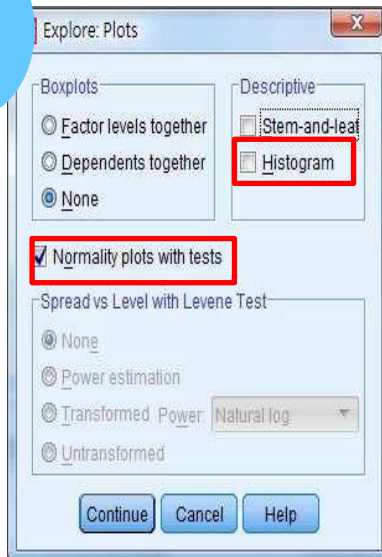 Explore: Plots
Boxplots
Factor levels together
Dependents together
None
Descriptive
Stem-and-leaf
Histogram
Normality plots with tests
Spread vs Level with Levene Test
None
Power estimation
Transformed Power: Natural log
Untransformed
Continue Cancel Help